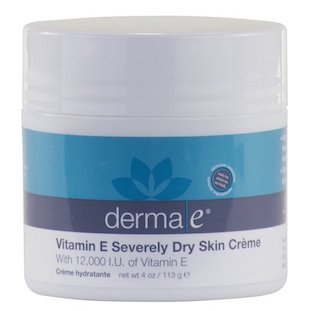 derma e®
Vitamin E Severely Dry Skin Crème
With 12,000 I.U. of Vitamin E
Crème hydratante net wt 4 oz / 113 g e